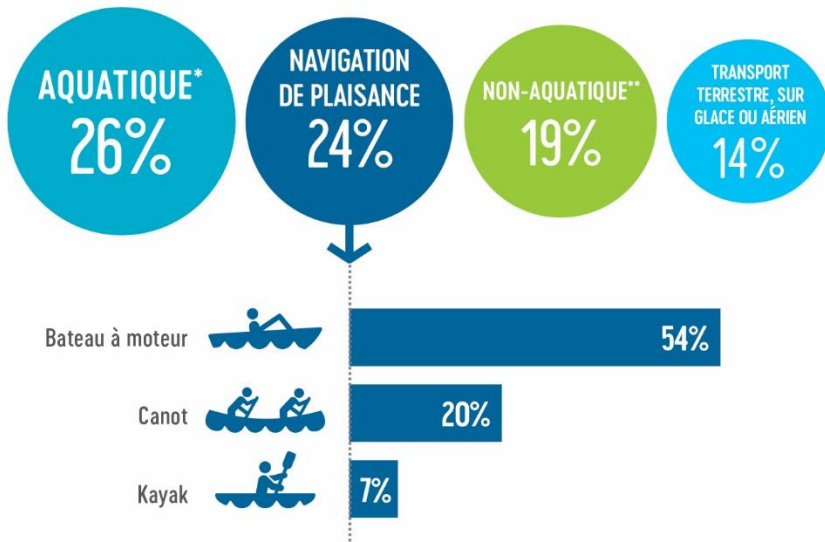 AQUATIQUE*
26%
NAVIGATION
DE PLAISANCE
24%
NON-AQUATIQUE**
19%
TRANSPORT
TERRESTRE, SUR
GLACE OU AÉRIEN
14%
Bateau à moteur
54%
Canot
20%
Kayak
7%